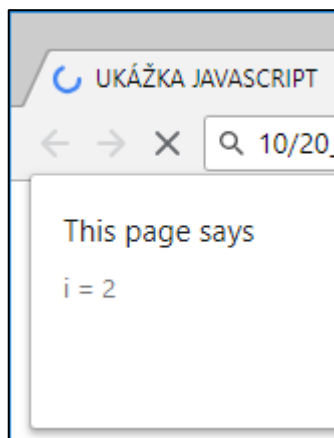 UKÁŽKA JAVASCRIPT
10/20_
This page says
i = 2